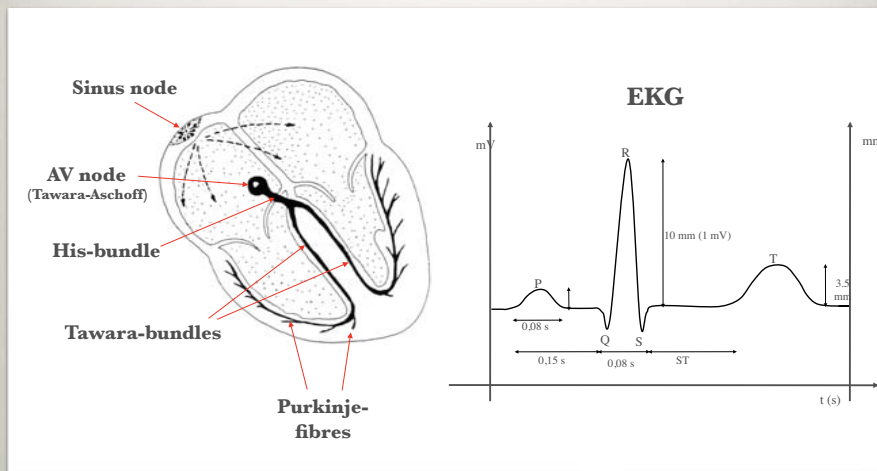 Sinus node
AV node
(Tawara-Aschoff)
His-bundle
Tawara-bundles
Purkinje-
fibres
EKG
mV
mm
R
10 mm (1 mV)
P
T
3.5
mm
0,08 s
Q
S
0,15 s
0,08 s
ST
t (s)